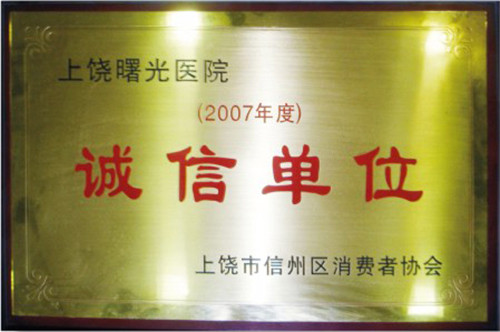 上饶曙光医院
(2007年度)
诚信单位
上饶市信州区消费者协会